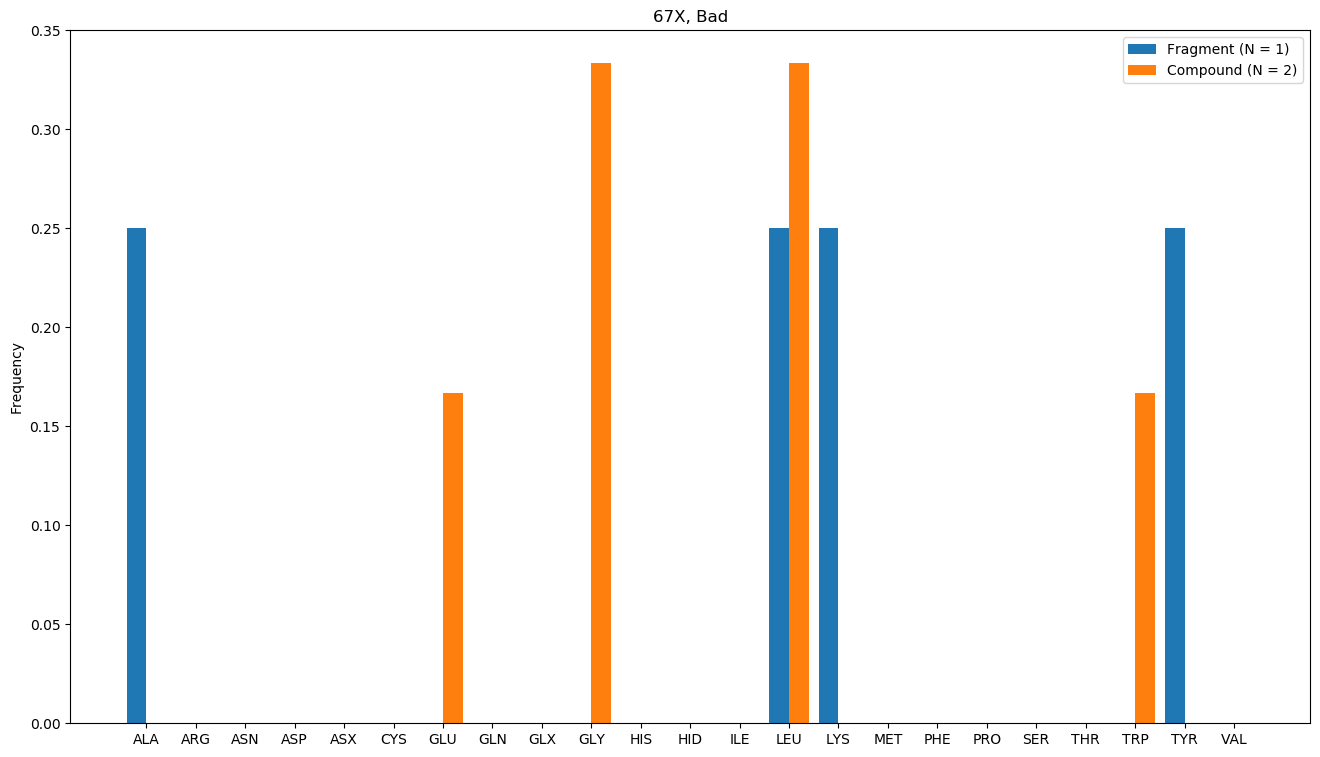 67X, Bad
Fragment (N = 1)
Compound (N = 2)
Frequency
0.35
0.30
0.25
0.20
0.15
0.10
0.05
0.00
ALA ARG ASN ASP ASX CYS GLU GLN GLX GLY HIS HID ILE LEU LYS MET PHE PRO SER THR TRP TYR VAL